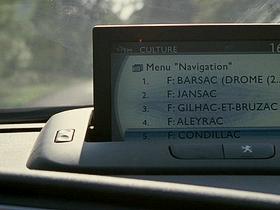 CULTURE 16
Menu "Navigation"
1. F: BARSAC (DROME (2..
2. F: JANSAC
3. F: GILHAC-ET-BRUZAC
4. F: ALEYRAC
5. F: CONDILLAC